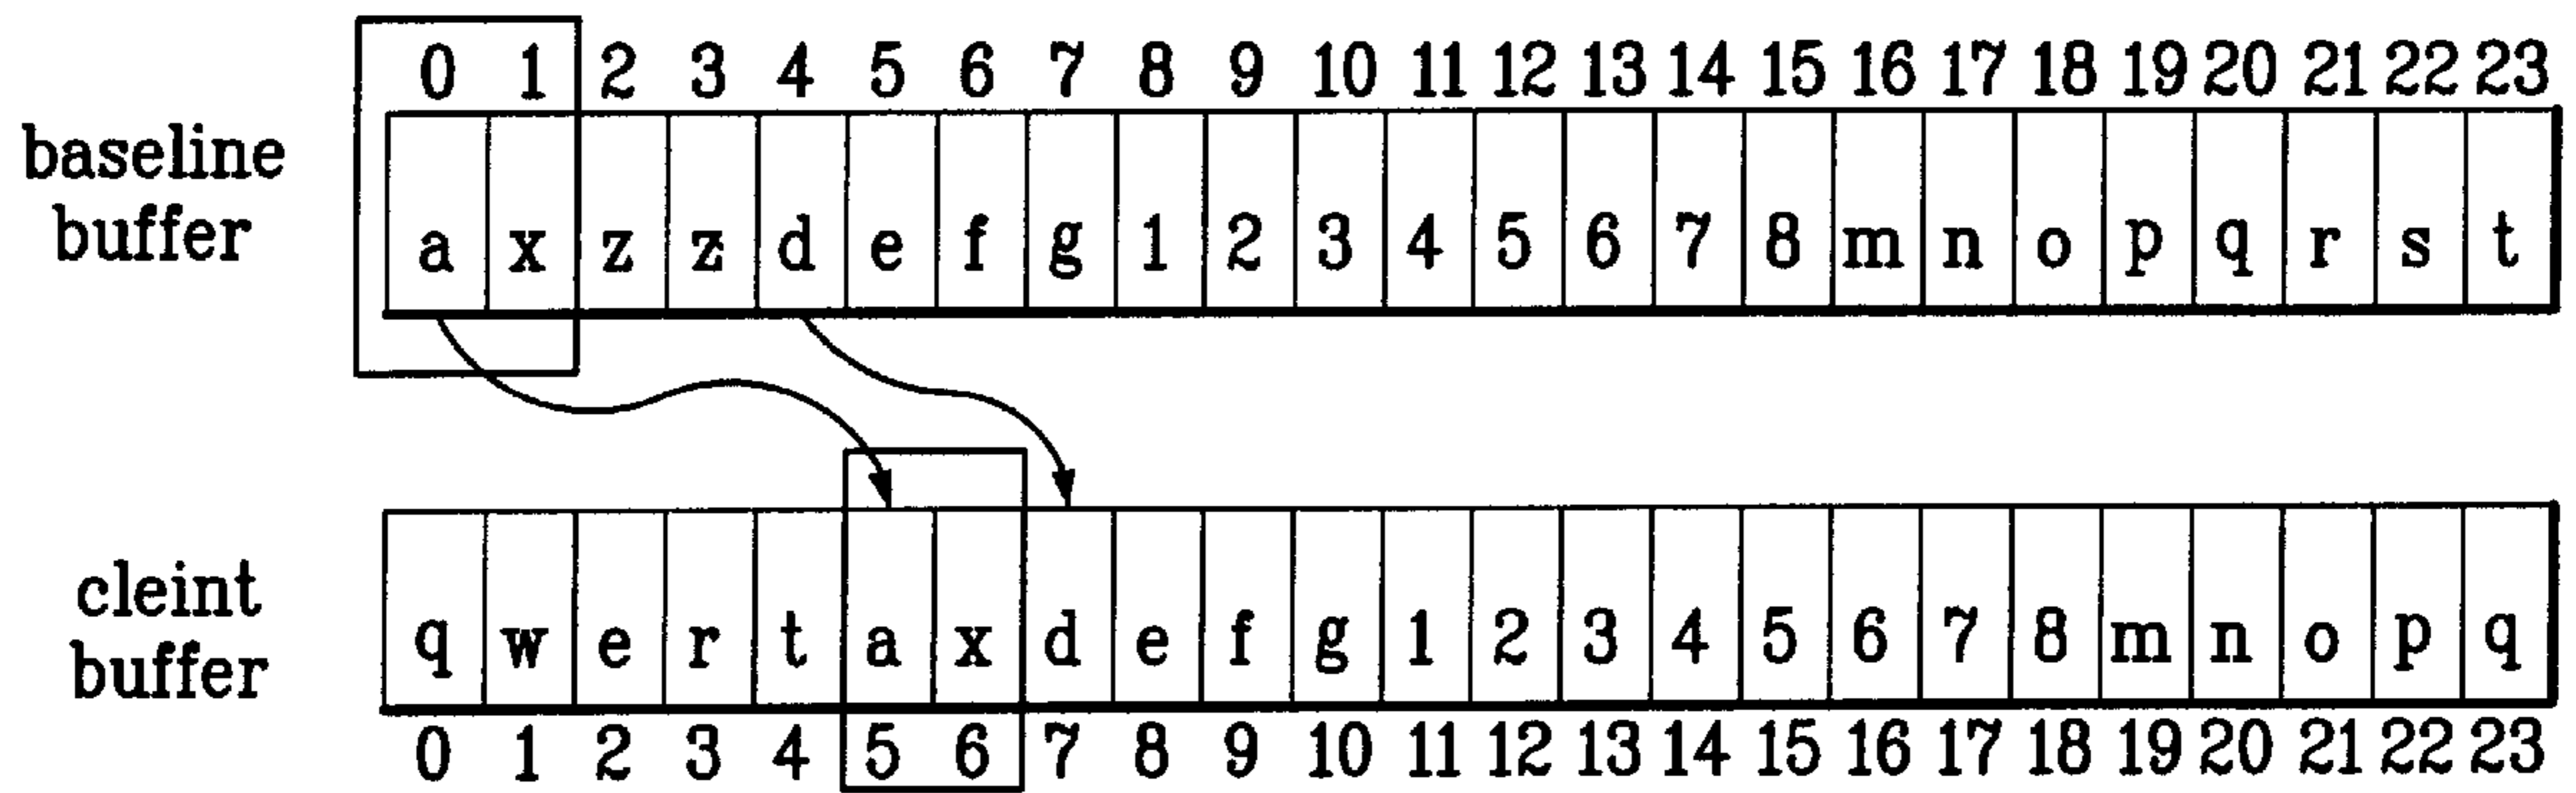 0 1 2 3 4 5 6 7 8 9 10 11 12 13 14 15 16 17 18 19 20 21 22 23
baseline
buffer
a x z z d e f g 1 2 3 4 5 6 7 8 m n o p q r s t
cleint
buffer
q w e r t a x d e f g 1 2 3 4 5 6 7 8 m n o p q
0 1 2 3 4 5 6 7 8 9 10 11 12 13 14 15 16 17 18 19 20 21 22 23